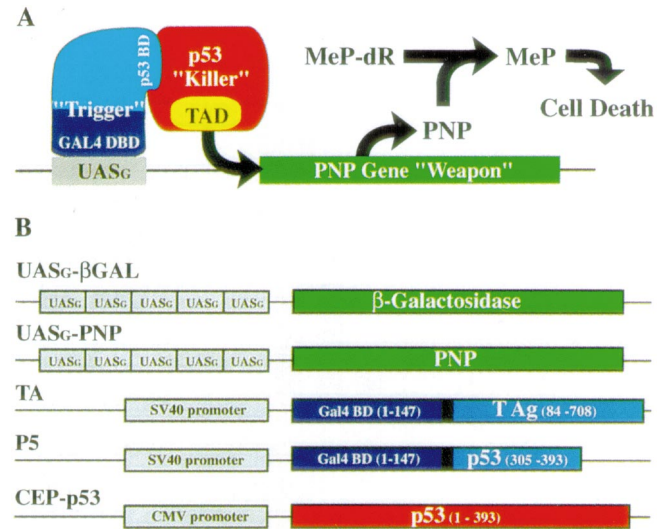 A
p53 BD
p53
"Killer"
TAD
"Trigger"
GAL4 DBD
UASG
MeP-dR
MeP
PNP
Cell Death
PNP Gene "Weapon"
B
UASG-βGAL
UASG UASG UASG UASG UASG
β-Galactosidase
UASG-PNP
UASG UASG UASG UASG UASG
PNP
TA
SV40 promoter
Gal4 BD (1-147)
T Ag (84 -708)
P5
SV40 promoter
Gal4 BD (1-147)
p53 (305 -393)
CEP-p53
CMV promoter
p53 (1 - 393)